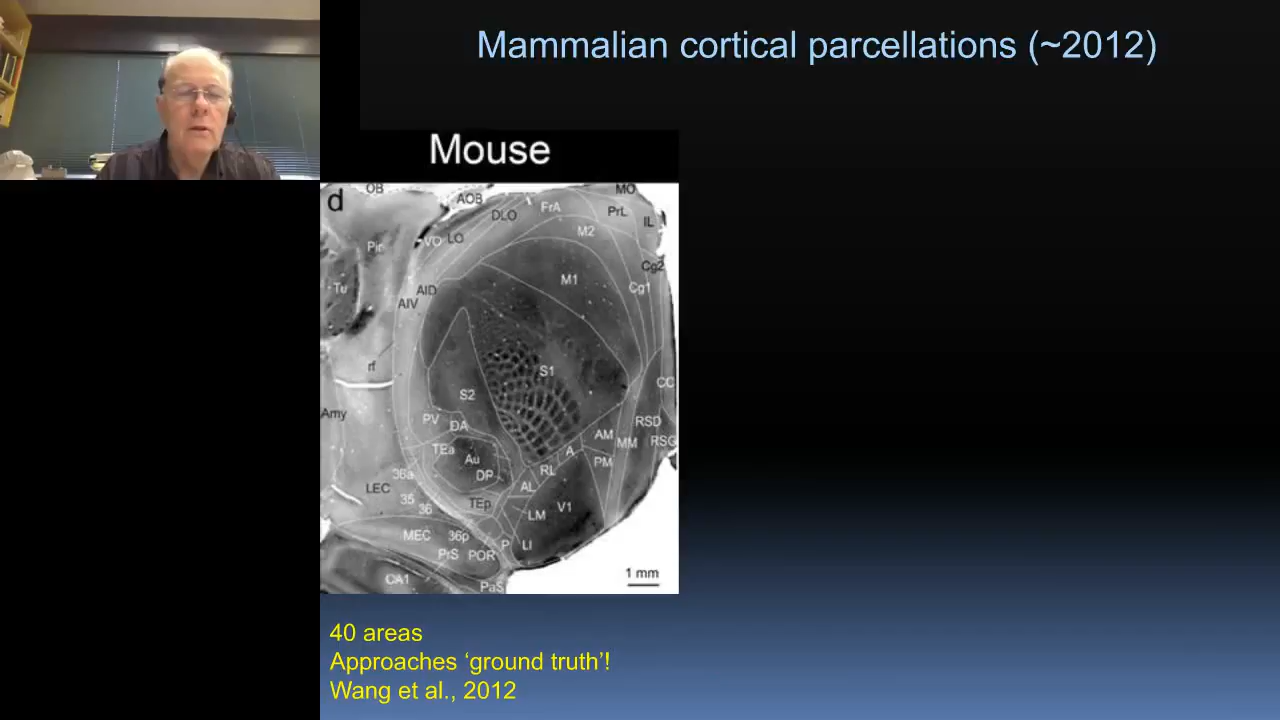 Mammalian cortical parcellations (~2012)
Mouse
d
OB
AOB
MO
DLO
FrA
PrL
IL
VO
LO
M2
Pir
Cg2
Tu
AID
M1
Cg1
AIV
rf
S1
CC
S2
Amy
PV
DA
RSD
AM
MM
RSG
TEa
A
Au
PM
RL
36a
DP
LEC
AL
35
TEp
V1
36
LM
MEC
36p
P
LI
PrS
POR
CA1
PaS
1 mm
40 areas
Approaches ‘ground truth’!
Wang et al., 2012